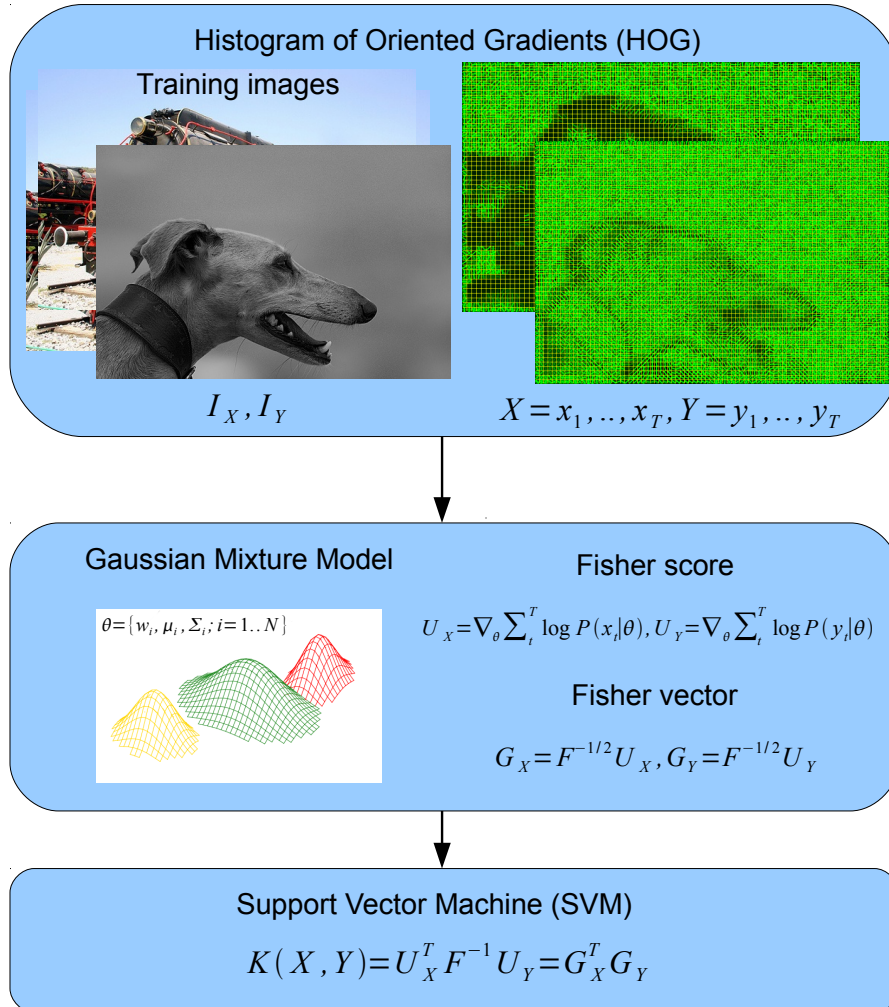 Histogram of Oriented Gradients (HOG)
Training images
I_X , I_Y
X = x_1 , .. , x_T , Y = y_1 , .. , y_T
Gaussian Mixture Model
θ={w_i , μ_i , Σ_i ; i=1 .. N}
Fisher score
U_X = ∇_θ ∑_t^T log P(x_t|θ), U_Y = ∇_θ ∑_t^T log P(y_t|θ)
Fisher vector
G_X = F^{-1/2} U_X , G_Y = F^{-1/2} U_Y
Support Vector Machine (SVM)
K(X , Y) = U_X^T F^{-1} U_Y = G_X^T G_Y